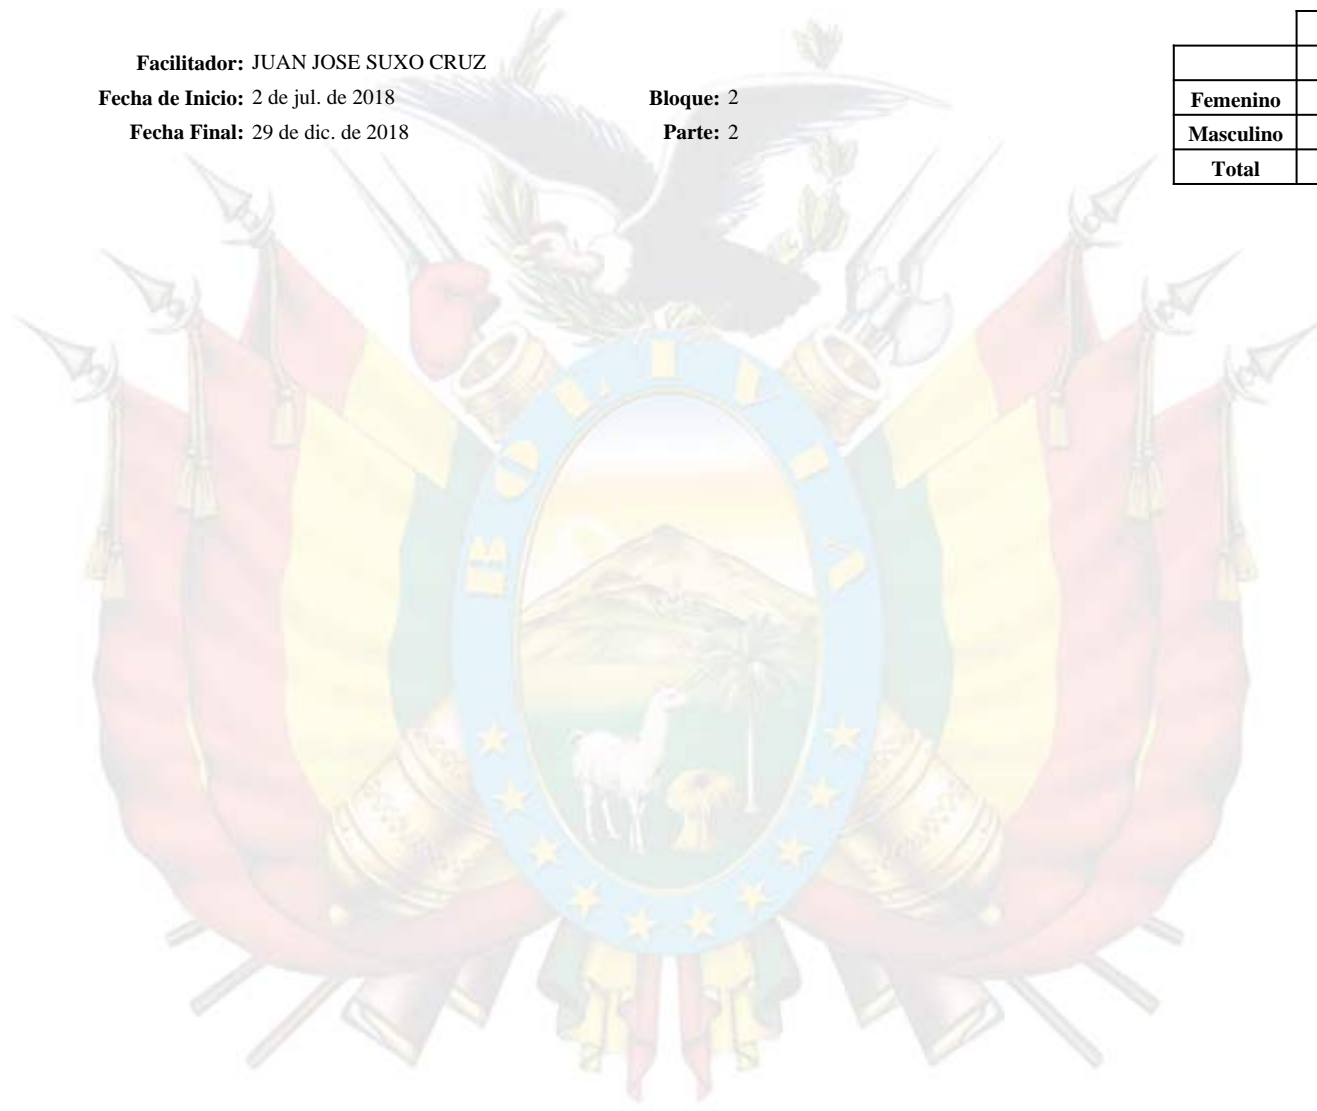 Facilitador: JUAN JOSE SUXO CRUZ
Fecha de Inicio: 2 de jul. de 2018 Bloque: 2
Fecha Final: 29 de dic. de 2018 Parte: 2
Femenino
Masculino
Total
BOLIVIA